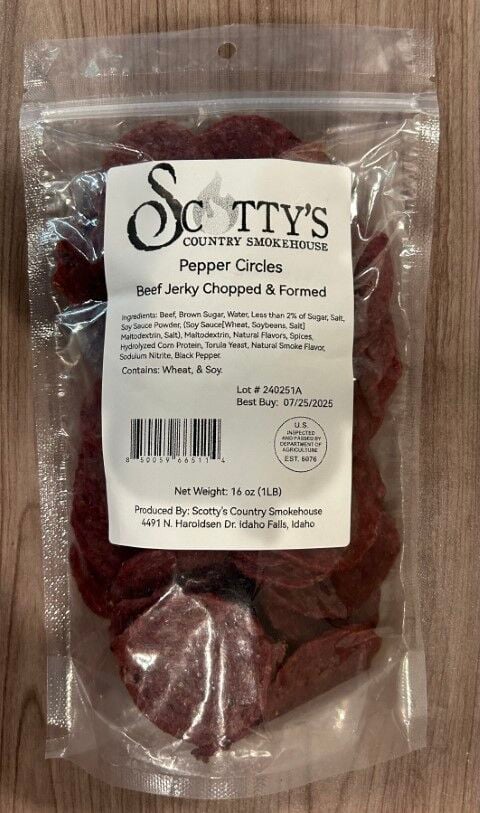 SCOTTY'S
COUNTRY SMOKEHOUSE
Pepper Circles
Beef Jerky Chopped & Formed
Ingredients: Beef, Brown Sugar, Water, Less than 2% of Sugar, Salt,
Soy Sauce Powder, (Soy Sauce[Wheat, Soybeans, Salt]
Maltodextrin, Salt), Maltodextrin, Natural Flavors, Spices,
Hydrolyzed Corn Protein, Torula Yeast, Natural Smoke Flavor,
Sodium Nitrite, Black Pepper.
Contains: Wheat, & Soy.
Lot # 240251A
Best Buy: 07/25/2025
8 50059 66511 4
U.S.
INSPECTED
AND PASSED BY
DEPARTMENT OF
AGRICULTURE
EST. 6076
Net Weight: 16 oz (1LB)
Produced By: Scotty's Country Smokehouse
4491 N. Haroldsen Dr. Idaho Falls, Idaho